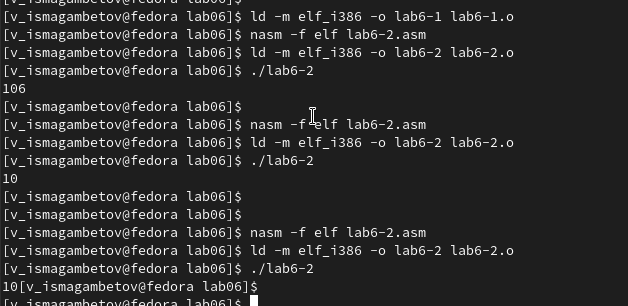 [v_ismagambetov@fedora lab06]$
[v_ismagambetov@fedora lab06]$ ld -m elf_i386 -o lab6-1 lab6-1.o
[v_ismagambetov@fedora lab06]$ nasm -f elf lab6-2.asm
[v_ismagambetov@fedora lab06]$ ld -m elf_i386 -o lab6-2 lab6-2.o
[v_ismagambetov@fedora lab06]$ ./lab6-2
106
[v_ismagambetov@fedora lab06]$
[v_ismagambetov@fedora lab06]$ nasm -f elf lab6-2.asm
[v_ismagambetov@fedora lab06]$ ld -m elf_i386 -o lab6-2 lab6-2.o
[v_ismagambetov@fedora lab06]$ ./lab6-2
10
[v_ismagambetov@fedora lab06]$
[v_ismagambetov@fedora lab06]$
[v_ismagambetov@fedora lab06]$ nasm -f elf lab6-2.asm
[v_ismagambetov@fedora lab06]$ ld -m elf_i386 -o lab6-2 lab6-2.o
[v_ismagambetov@fedora lab06]$ ./lab6-2
10[v_ismagambetov@fedora lab06]$
[v_ismagambetov@fedora lab06]$